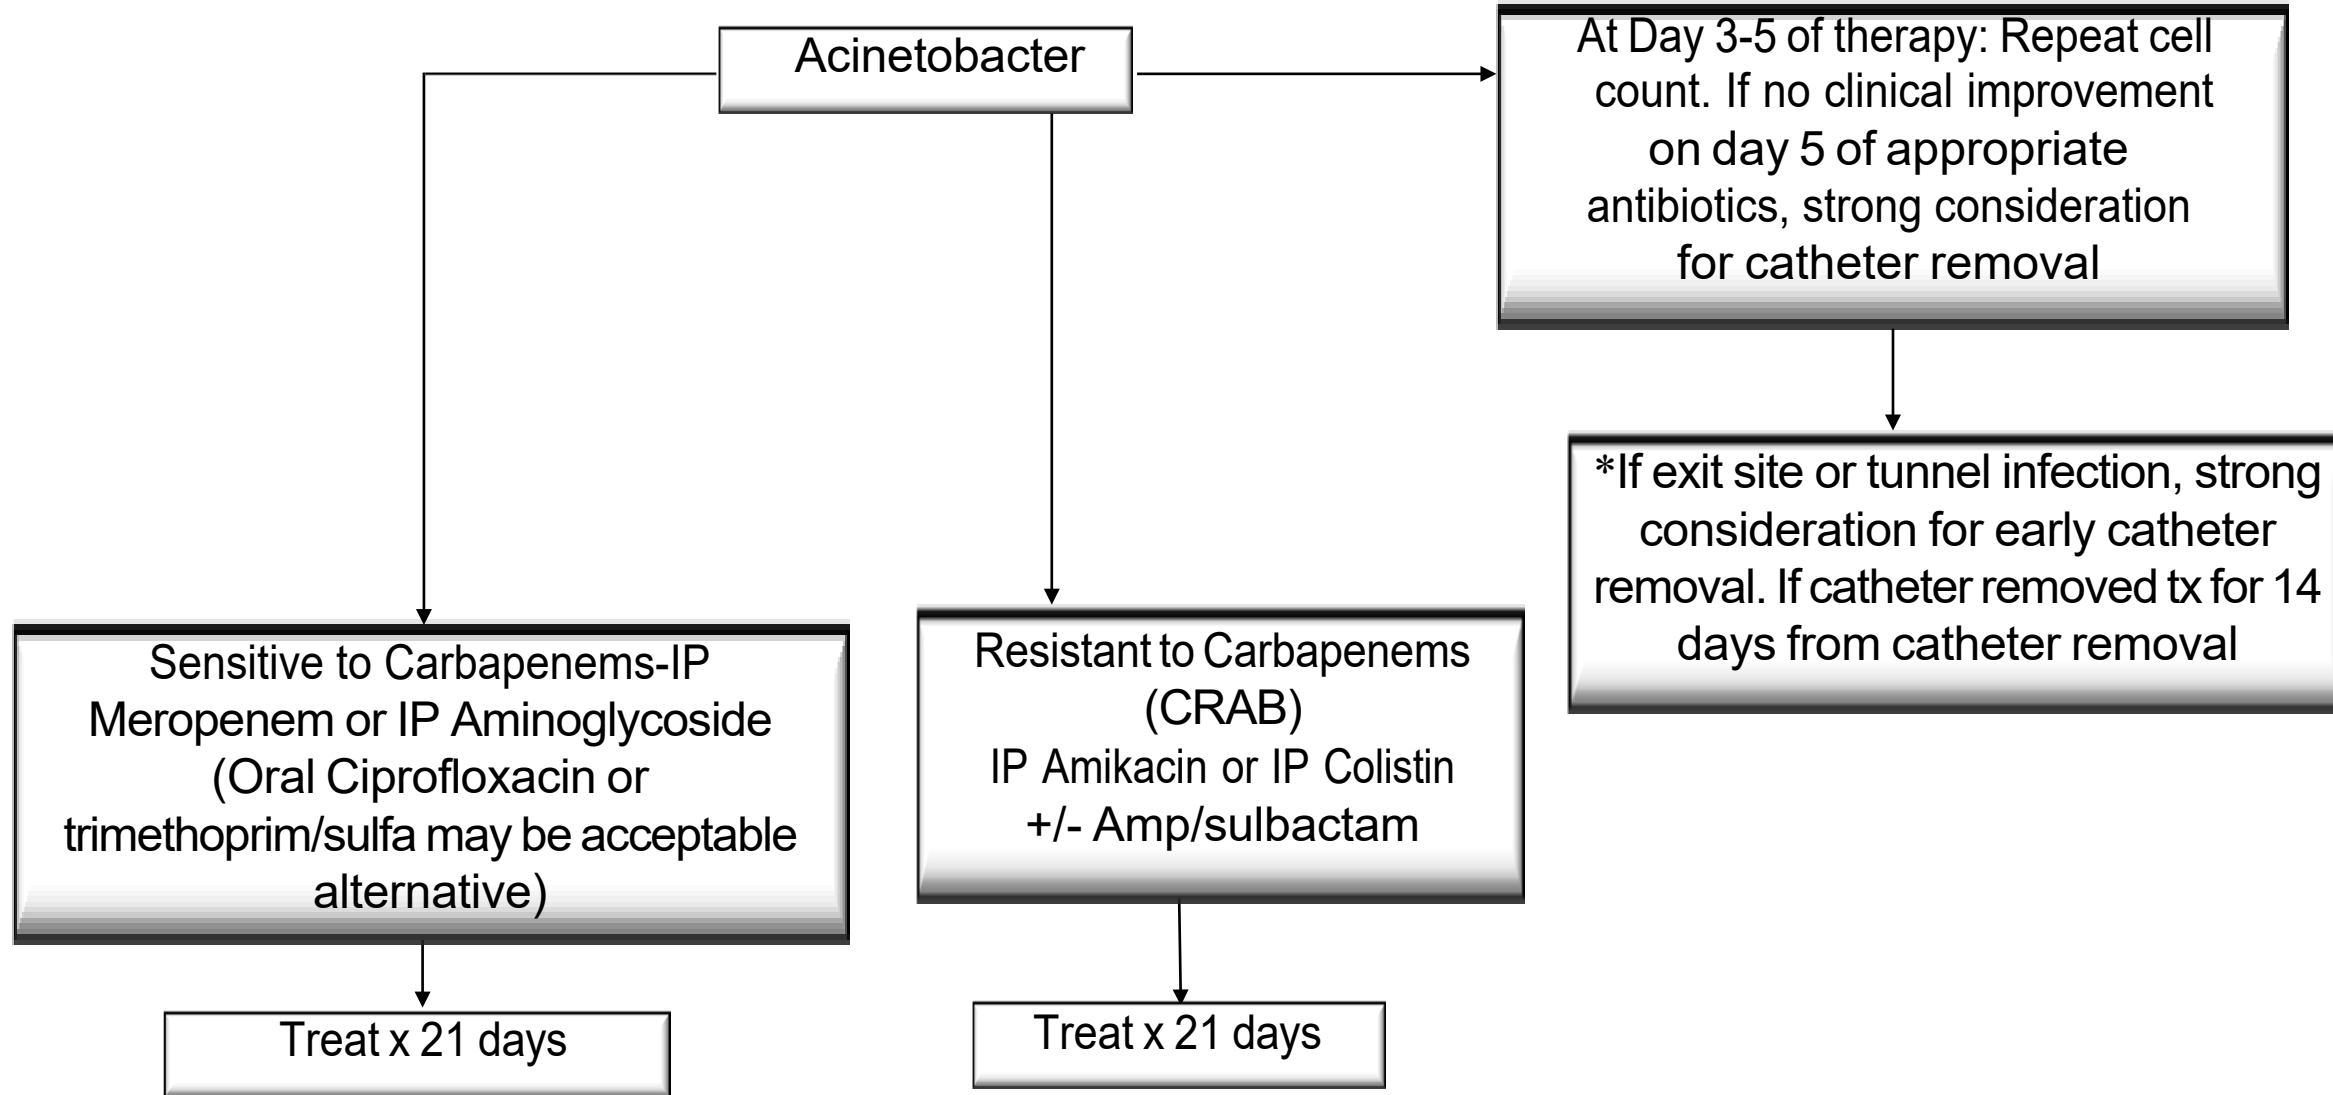 Acinetobacter
At Day 3-5 of therapy: Repeat cell
count. If no clinical improvement
on day 5 of appropriate
antibiotics, strong consideration
for catheter removal
*If exit site or tunnel infection, strong
consideration for early catheter
removal. If catheter removed tx for 14
days from catheter removal
Sensitive to Carbapenems-IP
Meropenem or IP Aminoglycoside
(Oral Ciprofloxacin or
trimethoprim/sulfa may be acceptable
alternative)
Treat x 21 days
Resistant to Carbapenems
(CRAB)
IP Amikacin or IP Colistin
+/- Amp/sulbactam
Treat x 21 days